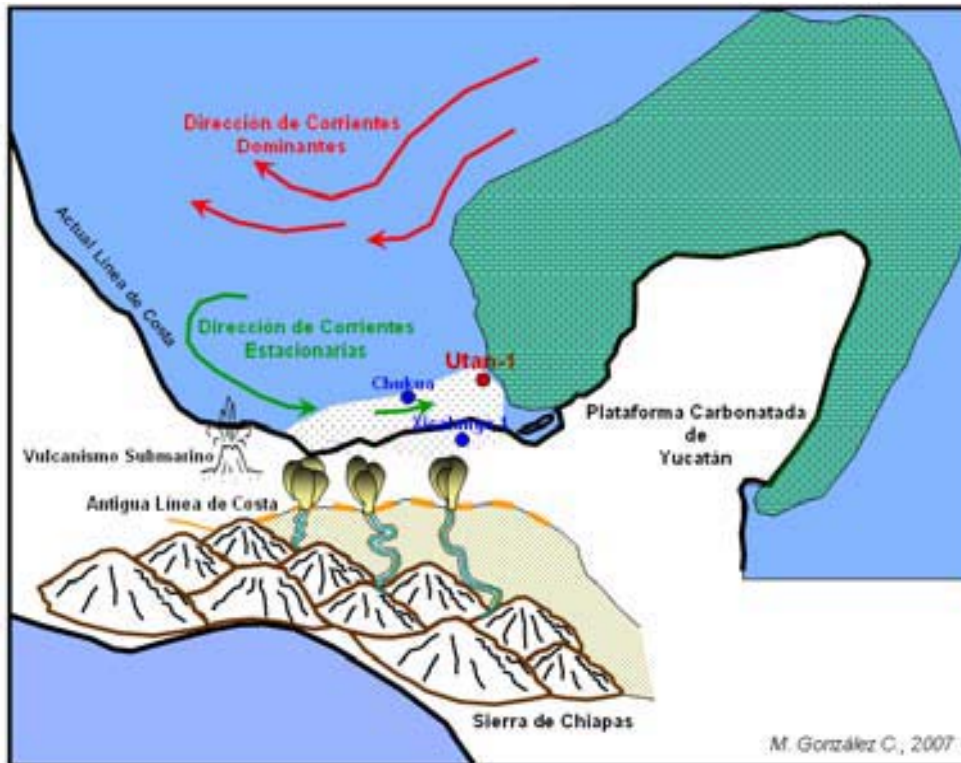 Dirección de Corrientes
Dominantes
Actual Línea de Costa
Dirección de Corrientes
Estacionarias
Utan-1
Chukua
Plataforma Carbonatada
de
Yucatán
Vulcanismo Submarino
Antigua Línea de Costa
Sierra de Chiapas
M. González C., 2007